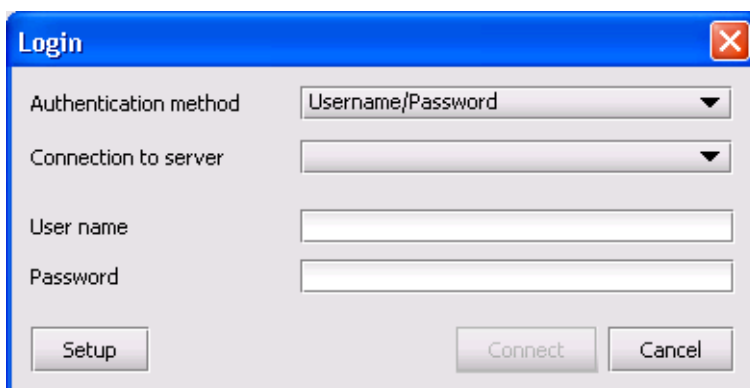 Login
Authentication method Username/Password
Connection to server
User name
Password
Setup Connect Cancel